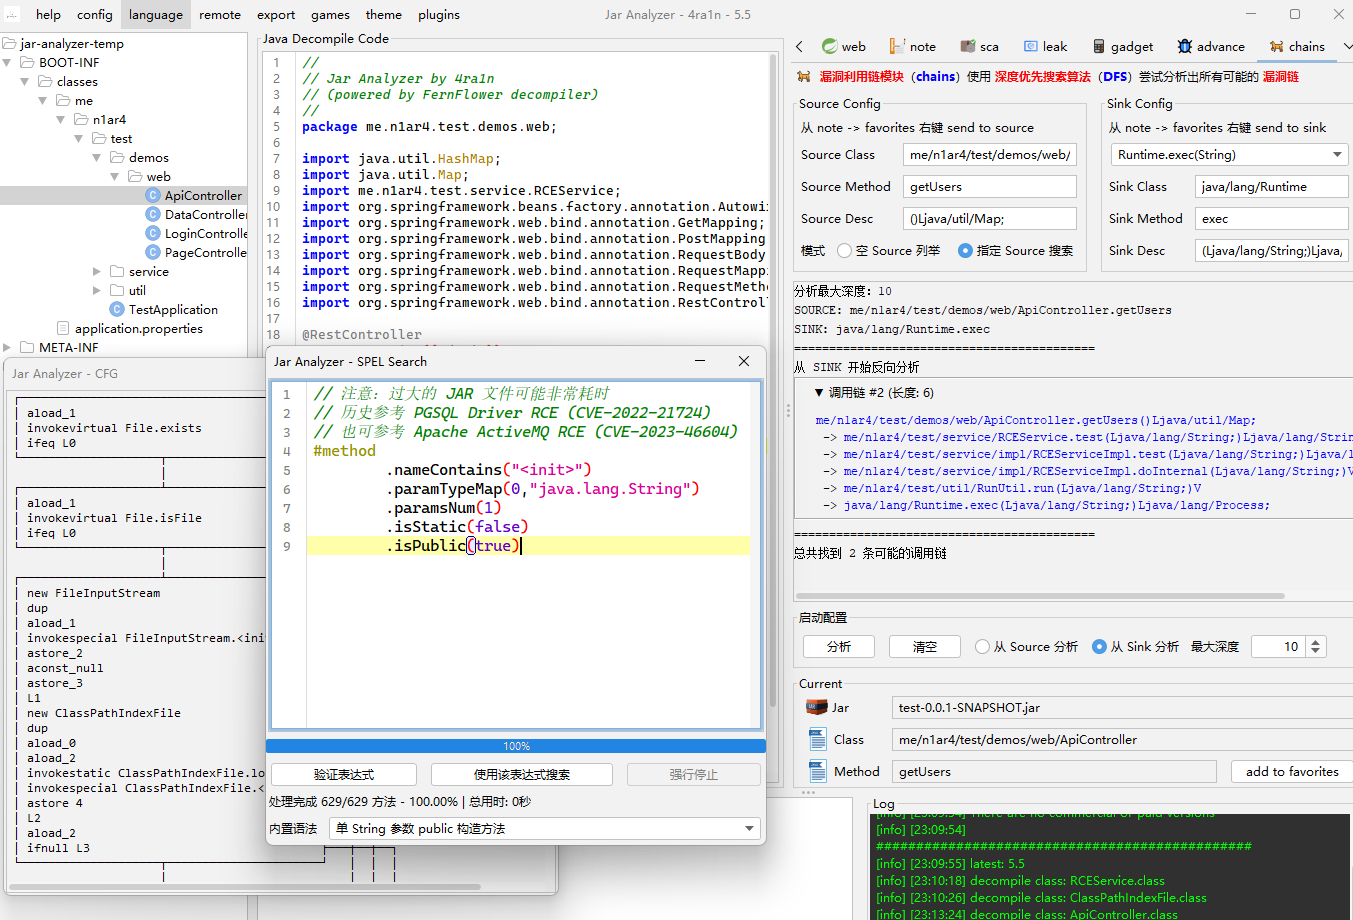 help config language remote export games theme plugins
Jar Analyzer - 4ra1n - 5.5
jar-analyzer-temp
BOOT-INF
classes
me
n1ar4
test
demos
web
ApiController
DataController
LoginControlle
PageControlle
service
util
TestApplication
application.properties
META-INF
Java Decompile Code
1 //
2 // Jar Analyzer by 4ra1n
3 // (powered by FernFlower decompiler)
4 //
5 package me.n1ar4.test.demos.web;
6
7 import java.util.HashMap;
8 import java.util.Map;
9 import me.n1ar4.test.service.RCEService;
10 import org.springframework.beans.factory.annotation.Autowi
11 import org.springframework.web.bind.annotation.GetMapping;
12 import org.springframework.web.bind.annotation.PostMapping
13 import org.springframework.web.bind.annotation.RequestBody
14 import org.springframework.web.bind.annotation.RequestMapp
15 import org.springframework.web.bind.annotation.RequestMeth
16 import org.springframework.web.bind.annotation.RestControl
17
18 @RestController
web note sca leak gadget advance chains
漏洞利用链模块（chains）使用 深度优先搜索算法（DFS）尝试分析出所有可能的 漏洞链
Source Config
从 note -> favorites 右键 send to source
Source Class me/n1ar4/test/demos/web/
Source Method getUsers
Source Desc ()Ljava/util/Map;
模式 空 Source 列举 指定 Source 搜索
Sink Config
从 note -> favorites 右键 send to sink
Runtime.exec(String)
Sink Class java/lang/Runtime
Sink Method exec
Sink Desc (Ljava/lang/String;)Ljava/
分析最大深度: 10
SOURCE: me/n1ar4/test/demos/web/ApiController.getUsers
SINK: java/lang/Runtime.exec
===========================================
从 SINK 开始反向分析
▼ 调用链 #2 (长度: 6)
me/n1ar4/test/demos/web/ApiController.getUsers()Ljava/util/Map;
-> me/n1ar4/test/service/RCEService.test(Ljava/lang/String;)Ljava/lang/Strin
-> me/n1ar4/test/service/impl/RCEServiceImpl.test(Ljava/lang/String;)Ljava/l
-> me/n1ar4/test/service/impl/RCEServiceImpl.doInternal(Ljava/lang/String;)V
-> me/n1ar4/test/util/RunUtil.run(Ljava/lang/String;)V
-> java/lang/Runtime.exec(Ljava/lang/String;)Ljava/lang/Process;
===========================================
总共找到 2 条可能的调用链
启动配置
分析 清空 从 Source 分析 从 Sink 分析 最大深度 10
Current
Jar test-0.0.1-SNAPSHOT.jar
Class me/n1ar4/test/demos/web/ApiController
Method getUsers add to favorites
Log
[info] [23:09:54] There are no commercial or paid versions
[info] [23:09:54]
###############################################
[info] [23:09:55] latest: 5.5
[info] [23:10:18] decompile class: RCEService.class
[info] [23:10:26] decompile class: ClassPathIndexFile.class
[info] [23:13:24] decompile class: ApiController.class
Jar Analyzer - CFG
aload_1
invokevirtual File.exists
ifeq L0
aload_1
invokevirtual File.isFile
ifeq L0
new FileInputStream
dup
aload_1
invokespecial FileInputStream.<ini
astore_2
aconst_null
astore_3
L1
new ClassPathIndexFile
dup
aload_0
aload_2
invokestatic ClassPathIndexFile.lo
invokespecial ClassPathIndexFile.<
astore 4
L2
aload_2
ifnull L3
Jar Analyzer - SPEL Search
1 // 注意: 过大的 JAR 文件可能非常耗时
2 // 历史参考 PGSQL Driver RCE (CVE-2022-21724)
3 // 也可参考 Apache ActiveMQ RCE (CVE-2023-46604)
4 #method
5 .nameContains("<init>")
6 .paramTypeMap(0,"java.lang.String")
7 .paramsNum(1)
8 .isStatic(false)
9 .isPublic(true)
100%
验证表达式 使用该表达式搜索 强行停止
处理完成 629/629 方法 - 100.00% | 总用时: 0秒
内置语法 单 String 参数 public 构造方法